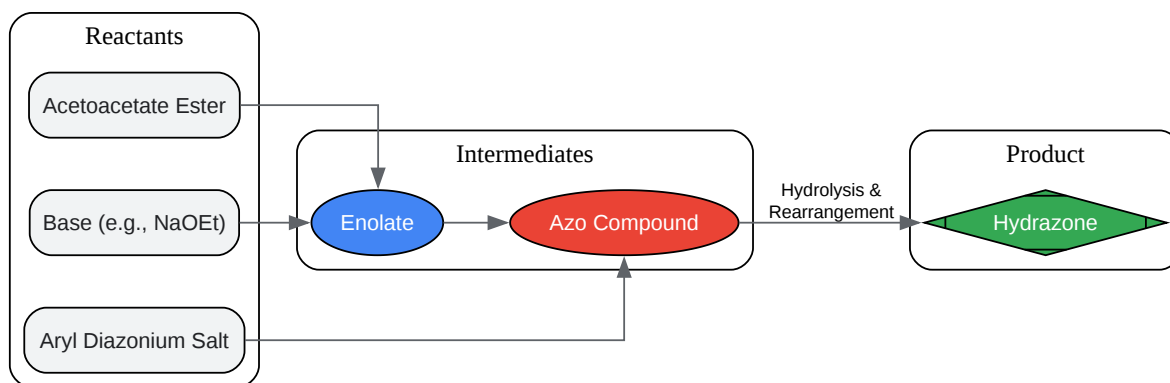 Reactants
Acetoacetate Ester
Base (e.g., NaOEt)
Aryl Diazonium Salt
Intermediates
Enolate
Azo Compound
Hydrolysis &
Rearrangement
Product
Hydrazone